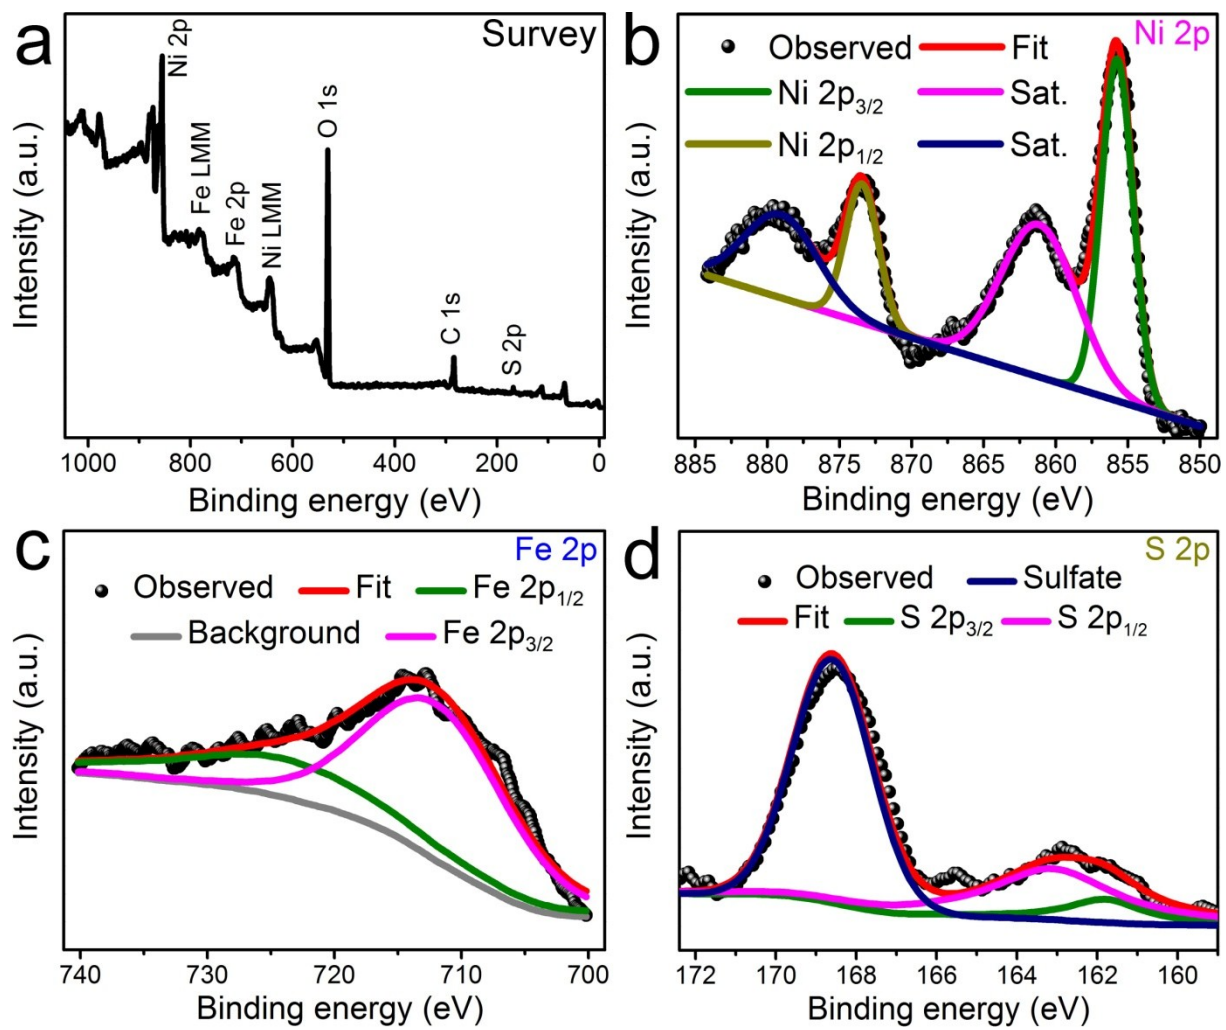 a
Survey
Ni 2p
Fe LMM
Fe 2p
Ni LMM
O 1s
C 1s
S 2p
Intensity (a.u.)
1000 800 600 400 200 0
Binding energy (eV)
b
Ni 2p
Observed Fit
Ni 2p3/2 Sat.
Ni 2p1/2 Sat.
Intensity (a.u.)
885 880 875 870 865 860 855 850
Binding energy (eV)
c
Fe 2p
Observed Fit Fe 2p1/2
Background Fe 2p3/2
Intensity (a.u.)
740 730 720 710 700
Binding energy (eV)
d
S 2p
Observed Sulfate
Fit S 2p3/2 S 2p1/2
Intensity (a.u.)
172 170 168 166 164 162 160
Binding energy (eV)